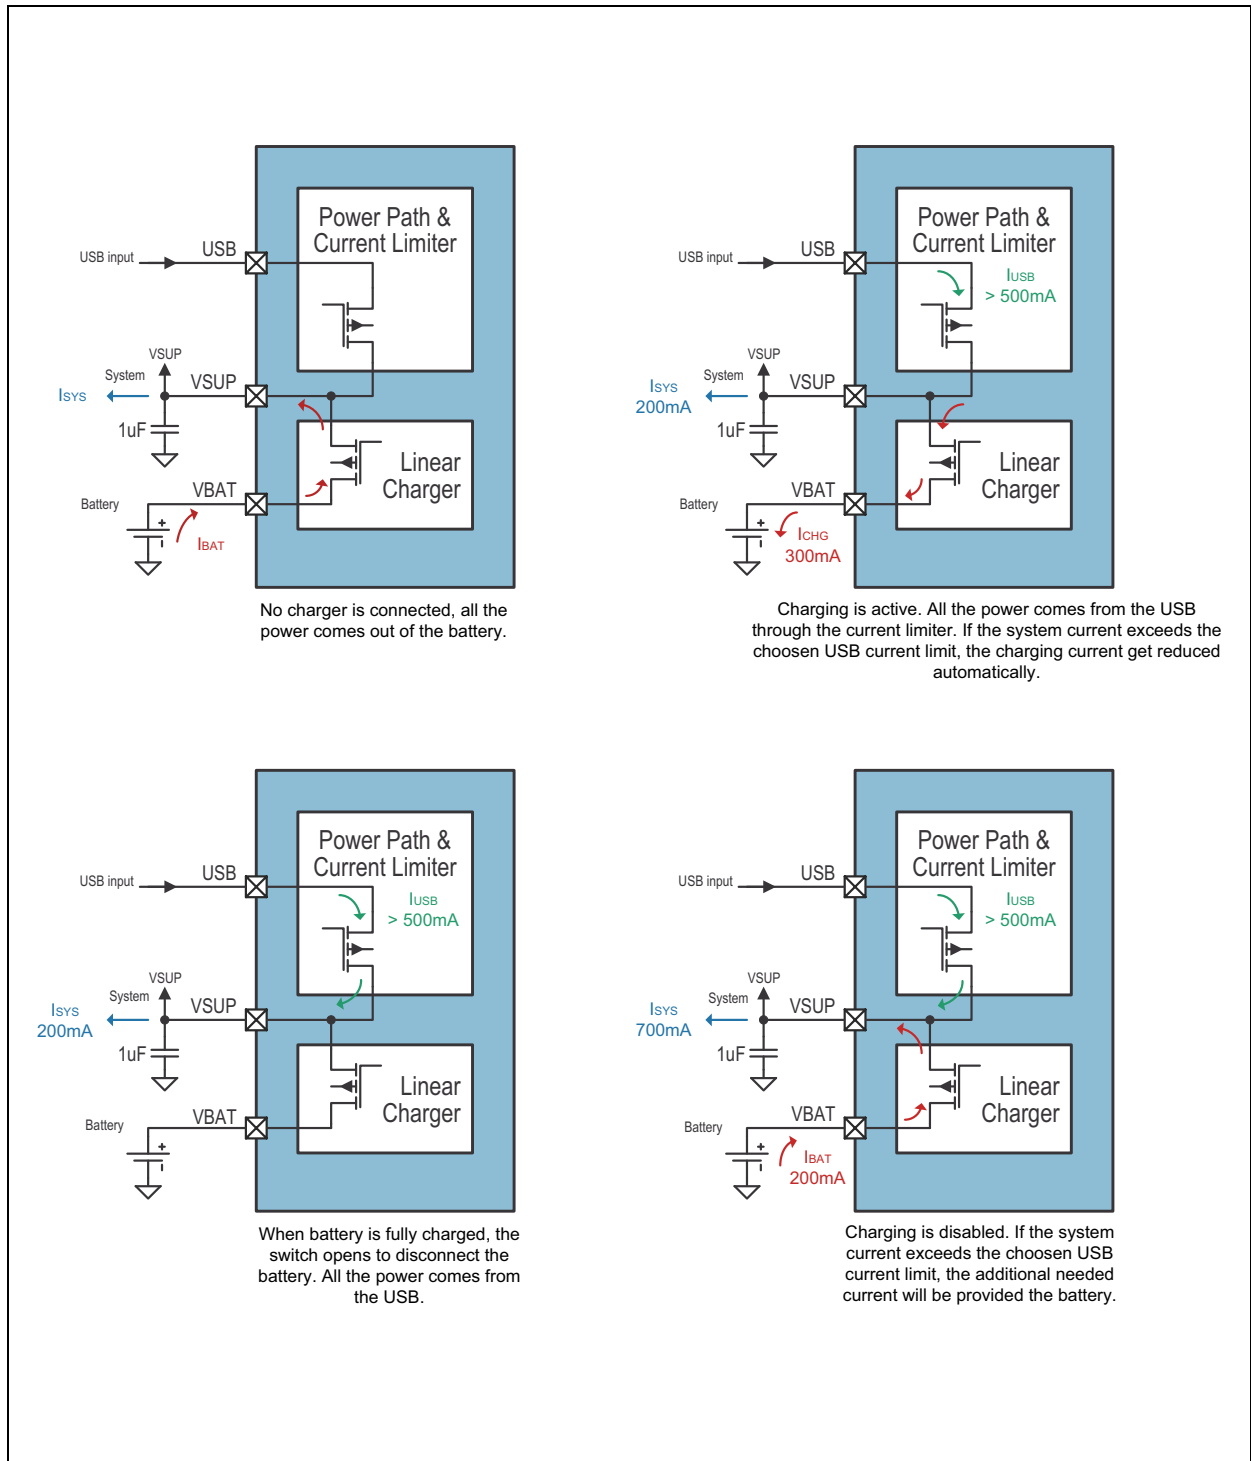 Power Path &
Current Limiter
USB input
USB
VSUP
System
VSUP
ISYS
1uF
Linear
Charger
Battery
VBAT
+
IBAT
No charger is connected, all the
power comes out of the battery.
Power Path &
Current Limiter
USB input
USB
IUSB
> 500mA
VSUP
System
VSUP
ISYS
200mA
1uF
Linear
Charger
Battery
VBAT
+
ICHG
300mA
Charging is active. All the power comes from the USB
through the current limiter. If the system current exceeds the
choosen USB current limit, the charging current get reduced
automatically.
Power Path &
Current Limiter
USB input
USB
IUSB
> 500mA
VSUP
System
VSUP
ISYS
200mA
1uF
Linear
Charger
Battery
VBAT
+
When battery is fully charged, the
switch opens to disconnect the
battery. All the power comes from
the USB.
Power Path &
Current Limiter
USB input
USB
IUSB
> 500mA
VSUP
System
VSUP
ISYS
700mA
1uF
Linear
Charger
Battery
VBAT
+
IBAT
200mA
Charging is disabled. If the system
current exceeds the choosen USB
current limit, the additional needed
current will be provided the battery.